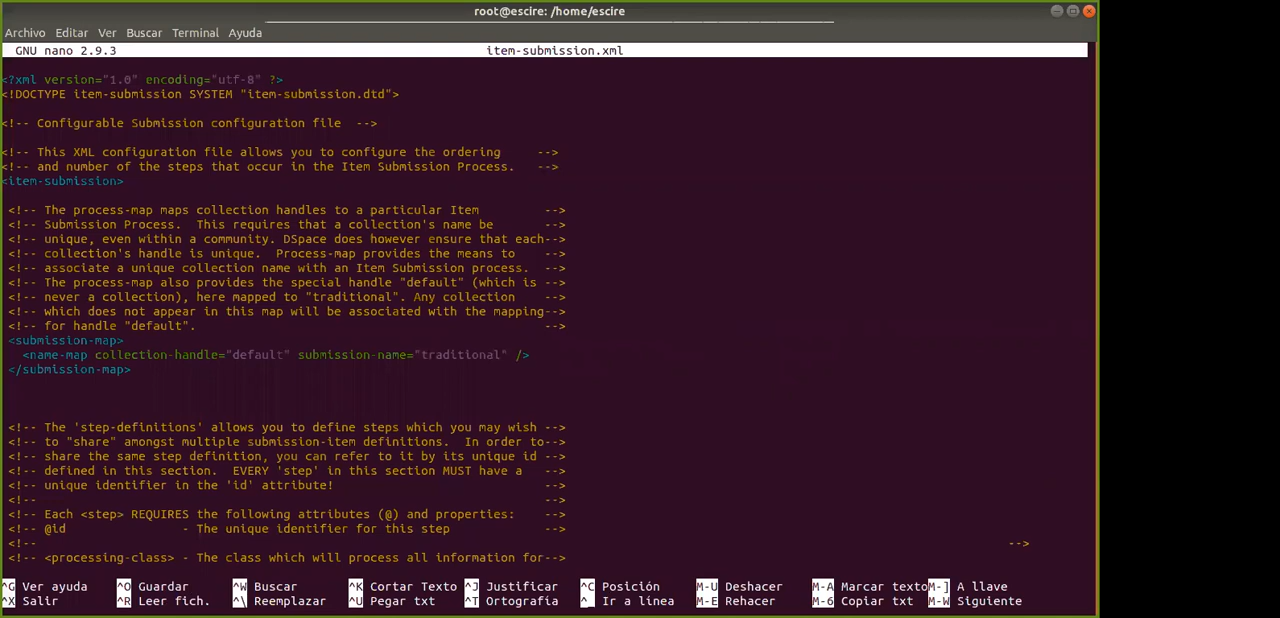 root@escire: /home/escire
Archivo Editar Ver Buscar Terminal Ayuda
GNU nano 2.9.3 item-submission.xml
<?xml version="1.0" encoding="utf-8" ?>
<!DOCTYPE item-submission SYSTEM "item-submission.dtd">
<!-- Configurable Submission configuration file -->
<!-- This XML configuration file allows you to configure the ordering -->
<!-- and number of the steps that occur in the Item Submission Process. -->
<item-submission>
<!-- The process-map maps collection handles to a particular Item -->
<!-- Submission Process. This requires that a collection's name be -->
<!-- unique, even within a community. DSpace does however ensure that each-->
<!-- collection's handle is unique. Process-map provides the means to -->
<!-- associate a unique collection name with an Item Submission process. -->
<!-- The process-map also provides the special handle "default" (which is -->
<!-- never a collection), here mapped to "traditional". Any collection -->
<!-- which does not appear in this map will be associated with the mapping-->
<!-- for handle "default". -->
<submission-map>
<name-map collection-handle="default" submission-name="traditional" />
</submission-map>
<!-- The 'step-definitions' allows you to define steps which you may wish -->
<!-- to "share" amongst multiple submission-item definitions. In order to-->
<!-- share the same step definition, you can refer to it by its unique id -->
<!-- defined in this section. EVERY 'step' in this section MUST have a -->
<!-- unique identifier in the 'id' attribute! -->
<!-- -->
<!-- Each <step> REQUIRES the following attributes (@) and properties: -->
<!-- @id - The unique identifier for this step -->
<!-- -->
<!-- <processing-class> - The class which will process all information for-->
^G Ver ayuda ^O Guardar ^W Buscar ^K Cortar Texto ^J Justificar ^C Posición M-U Deshacer M-A Marcar texto M-] A llave
^X Salir ^R Leer fich. ^\ Reemplazar ^U Pegar txt ^T Ortografía ^_ Ir a línea M-E Rehacer M-6 Copiar txt M-W Siguiente